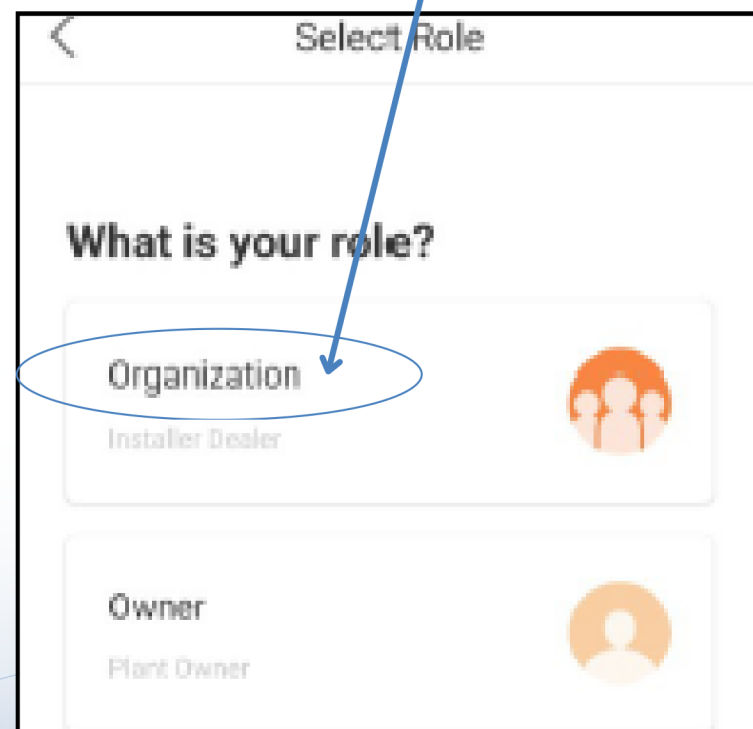 Select Role
What is your role?
Organization
Installer Dealer
Owner
Plant Owner